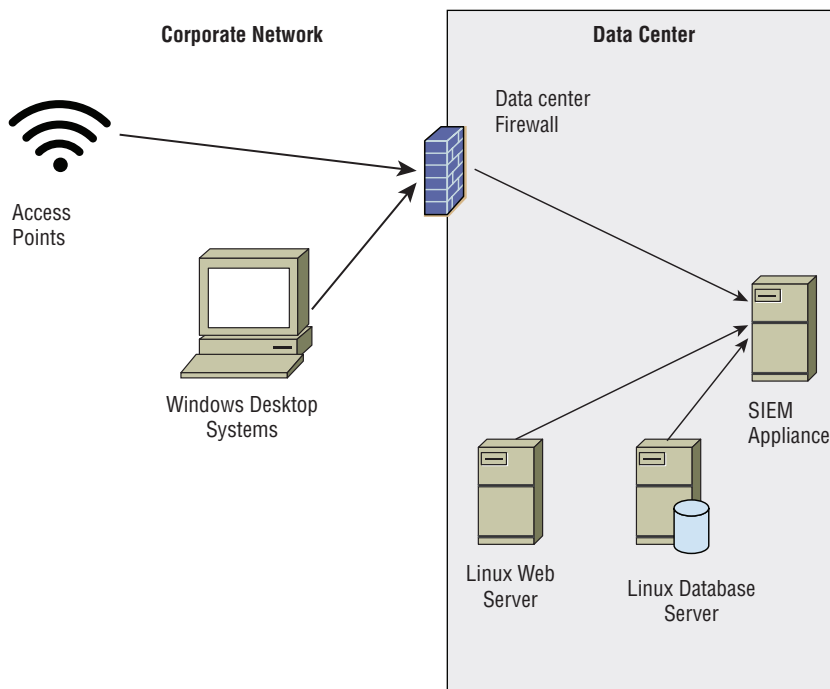 Corporate Network
Data Center
Data center
Firewall
Access
Points
Windows Desktop
Systems
SIEM
Appliance
Linux Web
Server
Linux Database
Server